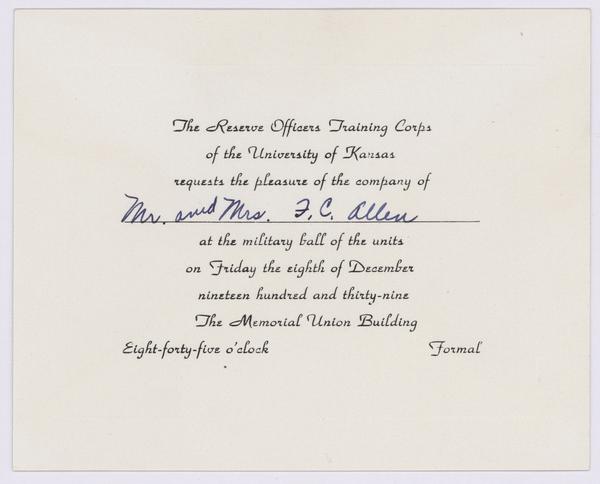 The Reserve Officers Training Corps
of the University of Kansas
requests the pleasure of the company of
Mr. and Mrs. F. C. Allen
at the military ball of the units
on Friday the eighth of December
nineteen hundred and thirty-nine
The Memorial Union Building
Eight-forty-five o'clock Formal